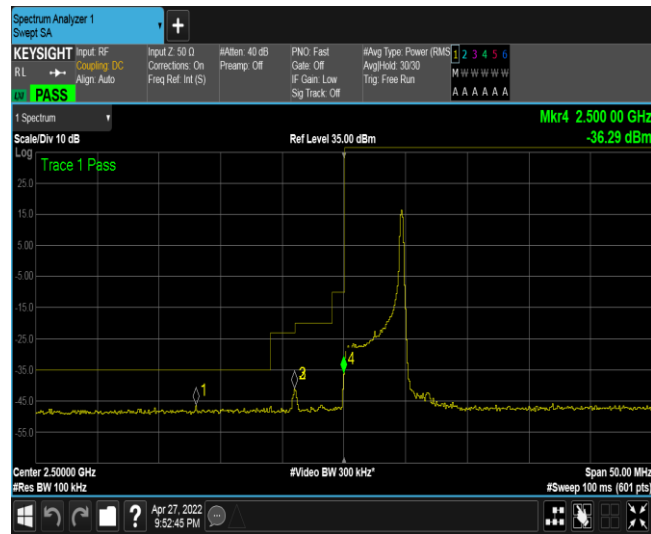 Spectrum Analyzer 1
Swept SA
+
KEYSIGHT Input: RF
Coupling: DC
Align: Auto
RL
LXI PASS
Input Z: 50 Ω
Corrections: On
Freq Ref: Int (S)
#Atten: 40 dB
Preamp: Off
PNO: Fast
Gate: Off
IF Gain: Low
Sig Track: Off
#Avg Type: Power (RMS
Avg|Hold: 30/30
Trig: Free Run
1 2 3 4 5 6
M W W W W W
A A A A A A
1 Spectrum
Scale/Div 10 dB
Ref Level 35.00 dBm
Mkr4 2.500 00 GHz
-36.29 dBm
Log
Trace 1 Pass
25.0
15.0
5.00
-5.00
-15.0
-25.0
-35.0
-45.0
-55.0
1
4
Center 2.50000 GHz
#Res BW 100 kHz
#Video BW 300 kHz*
Span 50.00 MHz
#Sweep 100 ms (601 pts)
?
Apr 27, 2022
9:52:45 PM